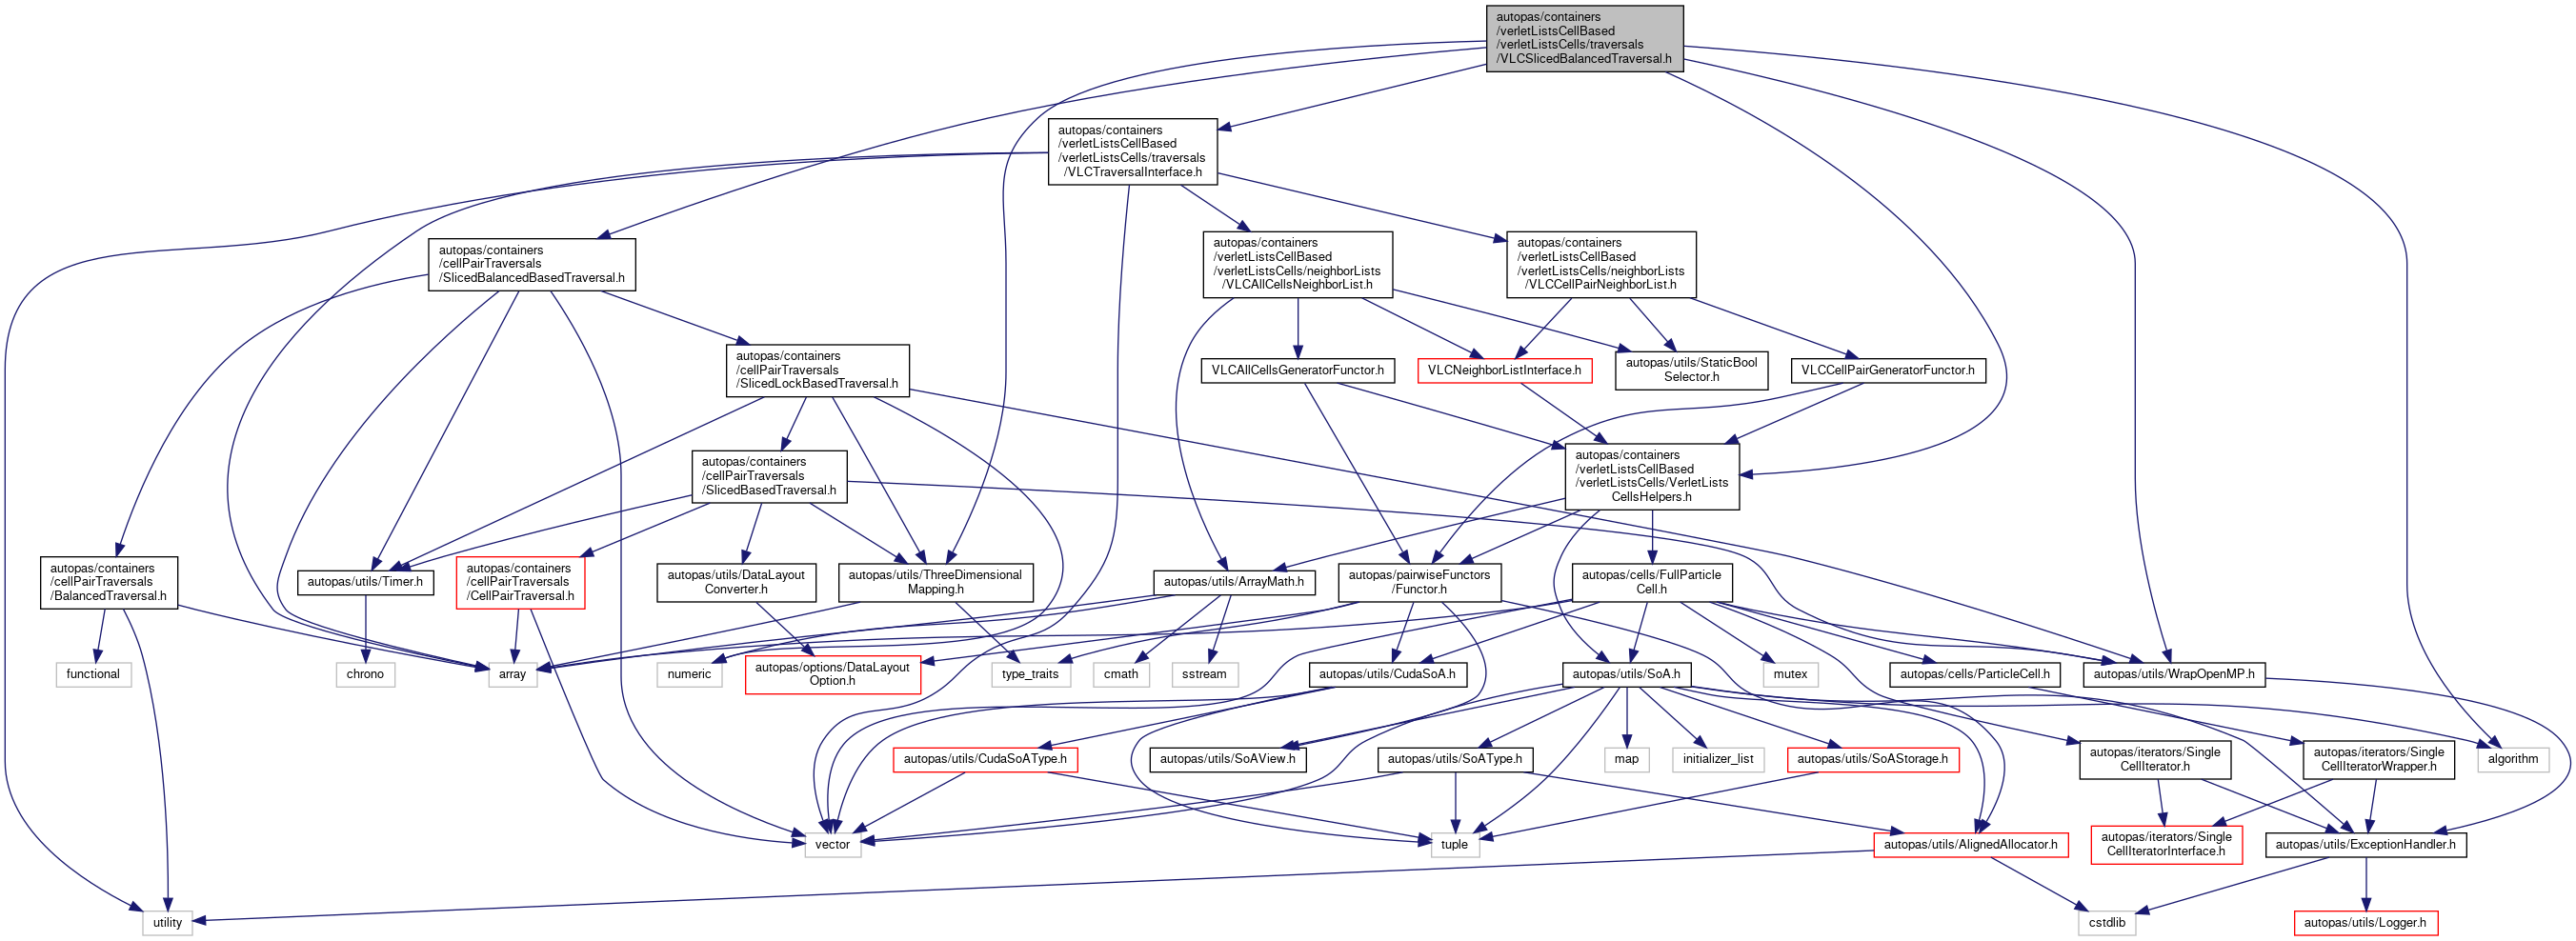 autopas/containers
/verletListsCellBased
/verletListsCells/traversals
/VLCSlicedBalancedTraversal.h
autopas/containers
/verletListsCellBased
/verletListsCells/traversals
/VLCTraversalInterface.h
autopas/containers
/cellPairTraversals
/SlicedBalancedBasedTraversal.h
autopas/containers
/verletListsCellBased
/verletListsCells/neighborLists
/VLCAllCellsNeighborList.h
autopas/containers
/verletListsCellBased
/verletListsCells/neighborLists
/VLCCellPairNeighborList.h
autopas/containers
/cellPairTraversals
/SlicedLockBasedTraversal.h
VLCAllCellsGeneratorFunctor.h
VLCNeighborListInterface.h
autopas/utils/StaticBool
Selector.h
VLCCellPairGeneratorFunctor.h
autopas/containers
/cellPairTraversals
/SlicedBasedTraversal.h
autopas/containers
/verletListsCellBased
/verletListsCells/VerletLists
CellsHelpers.h
autopas/containers
/cellPairTraversals
/BalancedTraversal.h
autopas/utils/Timer.h
autopas/containers
/cellPairTraversals
/CellPairTraversal.h
autopas/utils/DataLayout
Converter.h
autopas/utils/ThreeDimensional
Mapping.h
autopas/utils/ArrayMath.h
autopas/pairwiseFunctors
/Functor.h
autopas/cells/FullParticle
Cell.h
functional
chrono
array
numeric
autopas/options/DataLayout
Option.h
type_traits
cmath
sstream
autopas/utils/CudaSoA.h
autopas/utils/SoA.h
mutex
autopas/cells/ParticleCell.h
autopas/utils/WrapOpenMP.h
autopas/utils/CudaSoAType.h
autopas/utils/SoAView.h
autopas/utils/SoAType.h
map
initializer_list
autopas/utils/SoAStorage.h
autopas/iterators/Single
CellIterator.h
autopas/iterators/Single
CellIteratorWrapper.h
algorithm
vector
tuple
autopas/utils/AlignedAllocator.h
autopas/iterators/Single
CellIteratorInterface.h
autopas/utils/ExceptionHandler.h
utility
cstdlib
autopas/utils/Logger.h